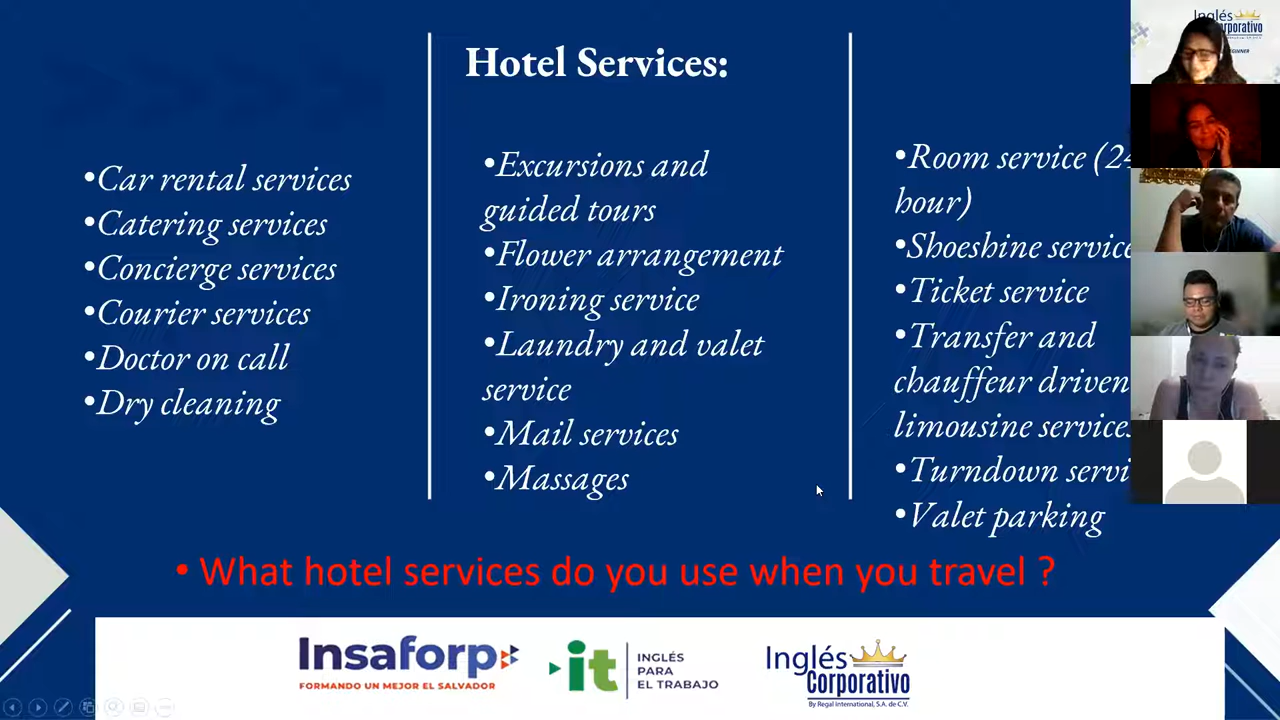 Hotel Services:
•Car rental services
•Catering services
•Concierge services
•Courier services
•Doctor on call
•Dry cleaning
•Excursions and
guided tours
•Flower arrangement
•Ironing service
•Laundry and valet
service
•Mail services
•Massages
•Room service (24
hour)
•Shoeshine service
•Ticket service
•Transfer and
chauffeur driven
limousine services
•Turndown servi
•Valet parking
• What hotel services do you use when you travel ?
Insaforp
FORMANDO UN MEJOR EL SALVADOR
it
INGLÉS
PARA
EL TRABAJO
Inglés
Corporativo
By Regal International, S.A. de C.V.
Inglés
orporativo